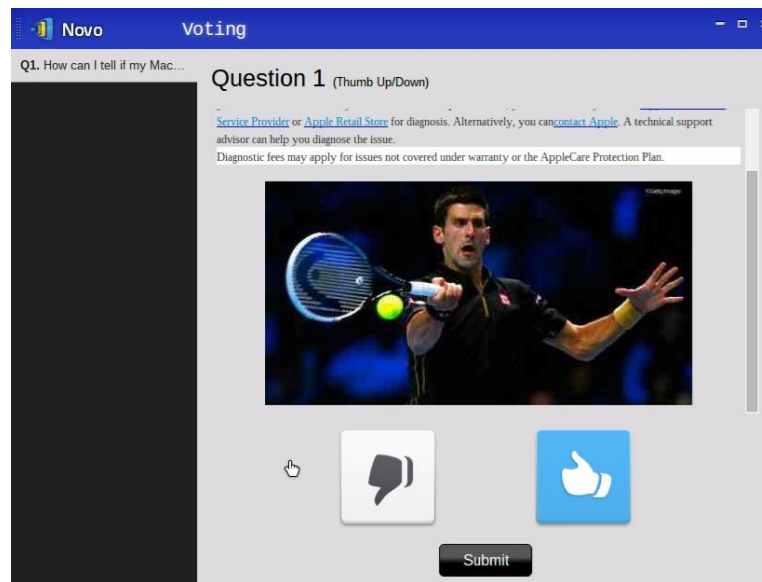 Novo Voting
Q1. How can I tell if my Mac...
Question 1 (Thumb Up/Down)
Service Provider or Apple Retail Store for diagnosis. Alternatively, you cancontact Apple. A technical support
advisor can help you diagnose the issue.
Diagnostic fees may apply for issues not covered under warranty or the AppleCare Protection Plan.
©Getty Images
Submit